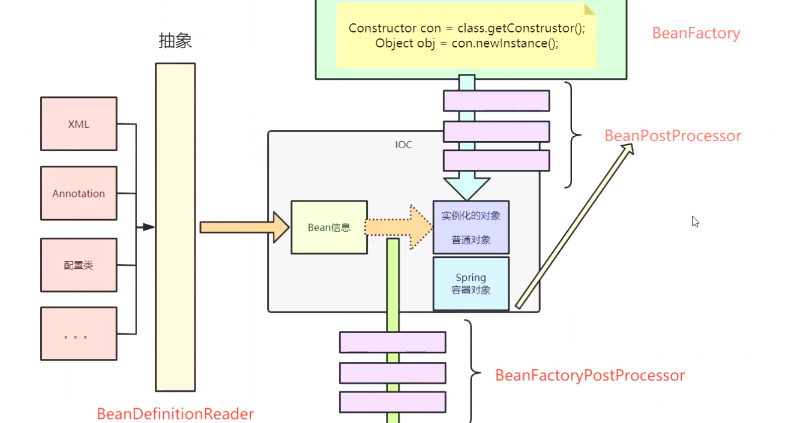 Constructor con = class.getConstrustor();
Object obj = con.newInstance();
BeanFactory
抽象
XML
Annotation
配置类
。。。
BeanDefinitionReader
IOC
Bean信息
实例化的对象
普通对象
Spring
容器对象
BeanPostProcessor
BeanFactoryPostProcessor